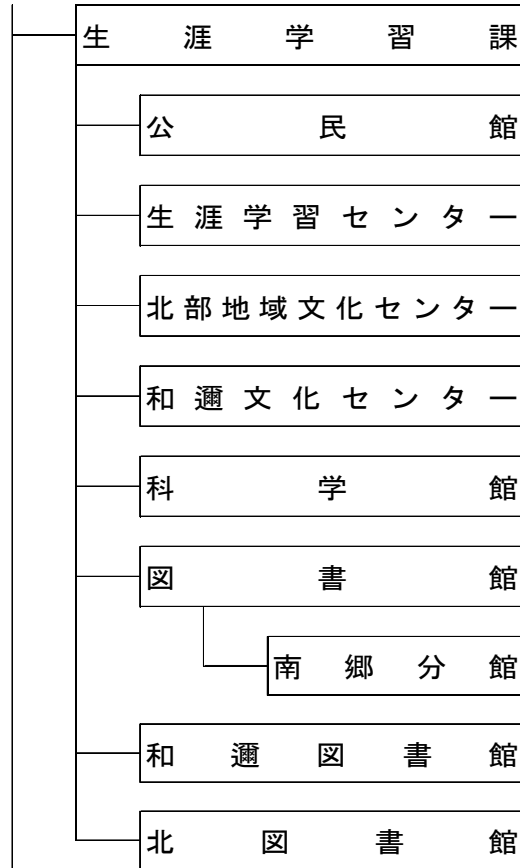 生涯学習課
公民館
生涯学習センター
北部地域文化センター
和邇文化センター
科学館
図書館
南郷分館
和邇図書館
北図書館